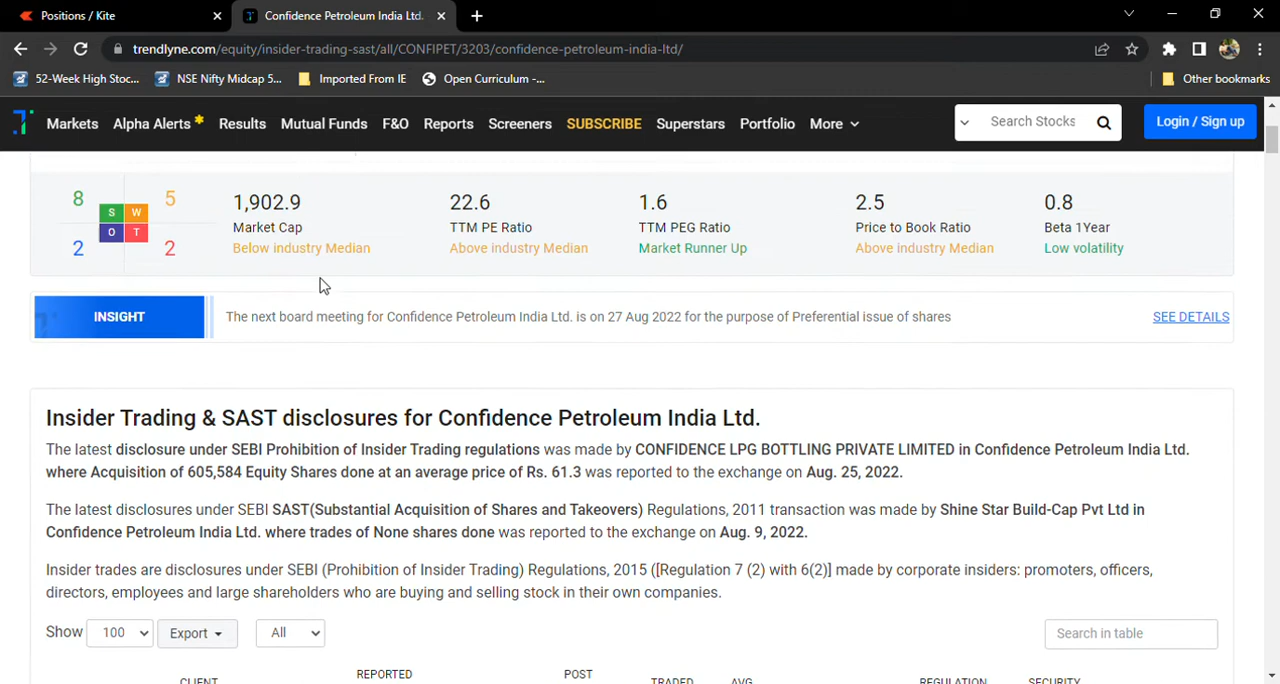 Positions / Kite
Confidence Petroleum India Ltd.
trendlyne.com/equity/insider-trading-sast/all/CONFIPET/3203/confidence-petroleum-india-ltd/
52-Week High Stoc...
NSE Nifty Midcap 5...
Imported From IE
Open Curriculum -...
Other bookmarks
Markets
Alpha Alerts
Results
Mutual Funds
F&O
Reports
Screeners
SUBSCRIBE
Superstars
Portfolio
More
Search Stocks
Login / Sign up
8 5
S W
O T
2 2
1,902.9
Market Cap
Below industry Median
22.6
TTM PE Ratio
Above industry Median
1.6
TTM PEG Ratio
Market Runner Up
2.5
Price to Book Ratio
Above industry Median
0.8
Beta 1Year
Low volatility
INSIGHT
The next board meeting for Confidence Petroleum India Ltd. is on 27 Aug 2022 for the purpose of Preferential issue of shares
SEE DETAILS
Insider Trading & SAST disclosures for Confidence Petroleum India Ltd.
The latest disclosure under SEBI Prohibition of Insider Trading regulations was made by CONFIDENCE LPG BOTTLING PRIVATE LIMITED in Confidence Petroleum India Ltd.
where Acquisition of 605,584 Equity Shares done at an average price of Rs. 61.3 was reported to the exchange on Aug. 25, 2022.
The latest disclosures under SEBI SAST(Substantial Acquisition of Shares and Takeovers) Regulations, 2011 transaction was made by Shine Star Build-Cap Pvt Ltd in
Confidence Petroleum India Ltd. where trades of None shares done was reported to the exchange on Aug. 9, 2022.
Insider trades are disclosures under SEBI (Prohibition of Insider Trading) Regulations, 2015 ([Regulation 7 (2) with 6(2)] made by corporate insiders: promoters, officers,
directors, employees and large shareholders who are buying and selling stock in their own companies.
Show 100 Export All Search in table
REPORTED POST
CLIENT TRADED AVG REGULATION SECURITY